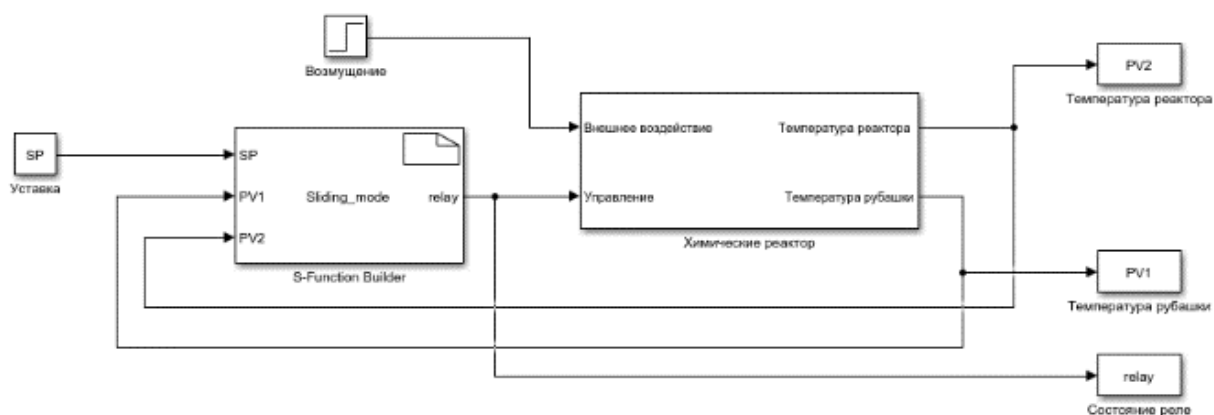 Возмущение
PV2
Температура реактора
Внешнее воздействие
Температура реактора
SP
Уставка
SP
PV1
Sliding_mode
relay
PV2
S-Function Builder
Управление
Температура рубашки
Химические реактор
PV1
Температура рубашки
relay
Состояние реле